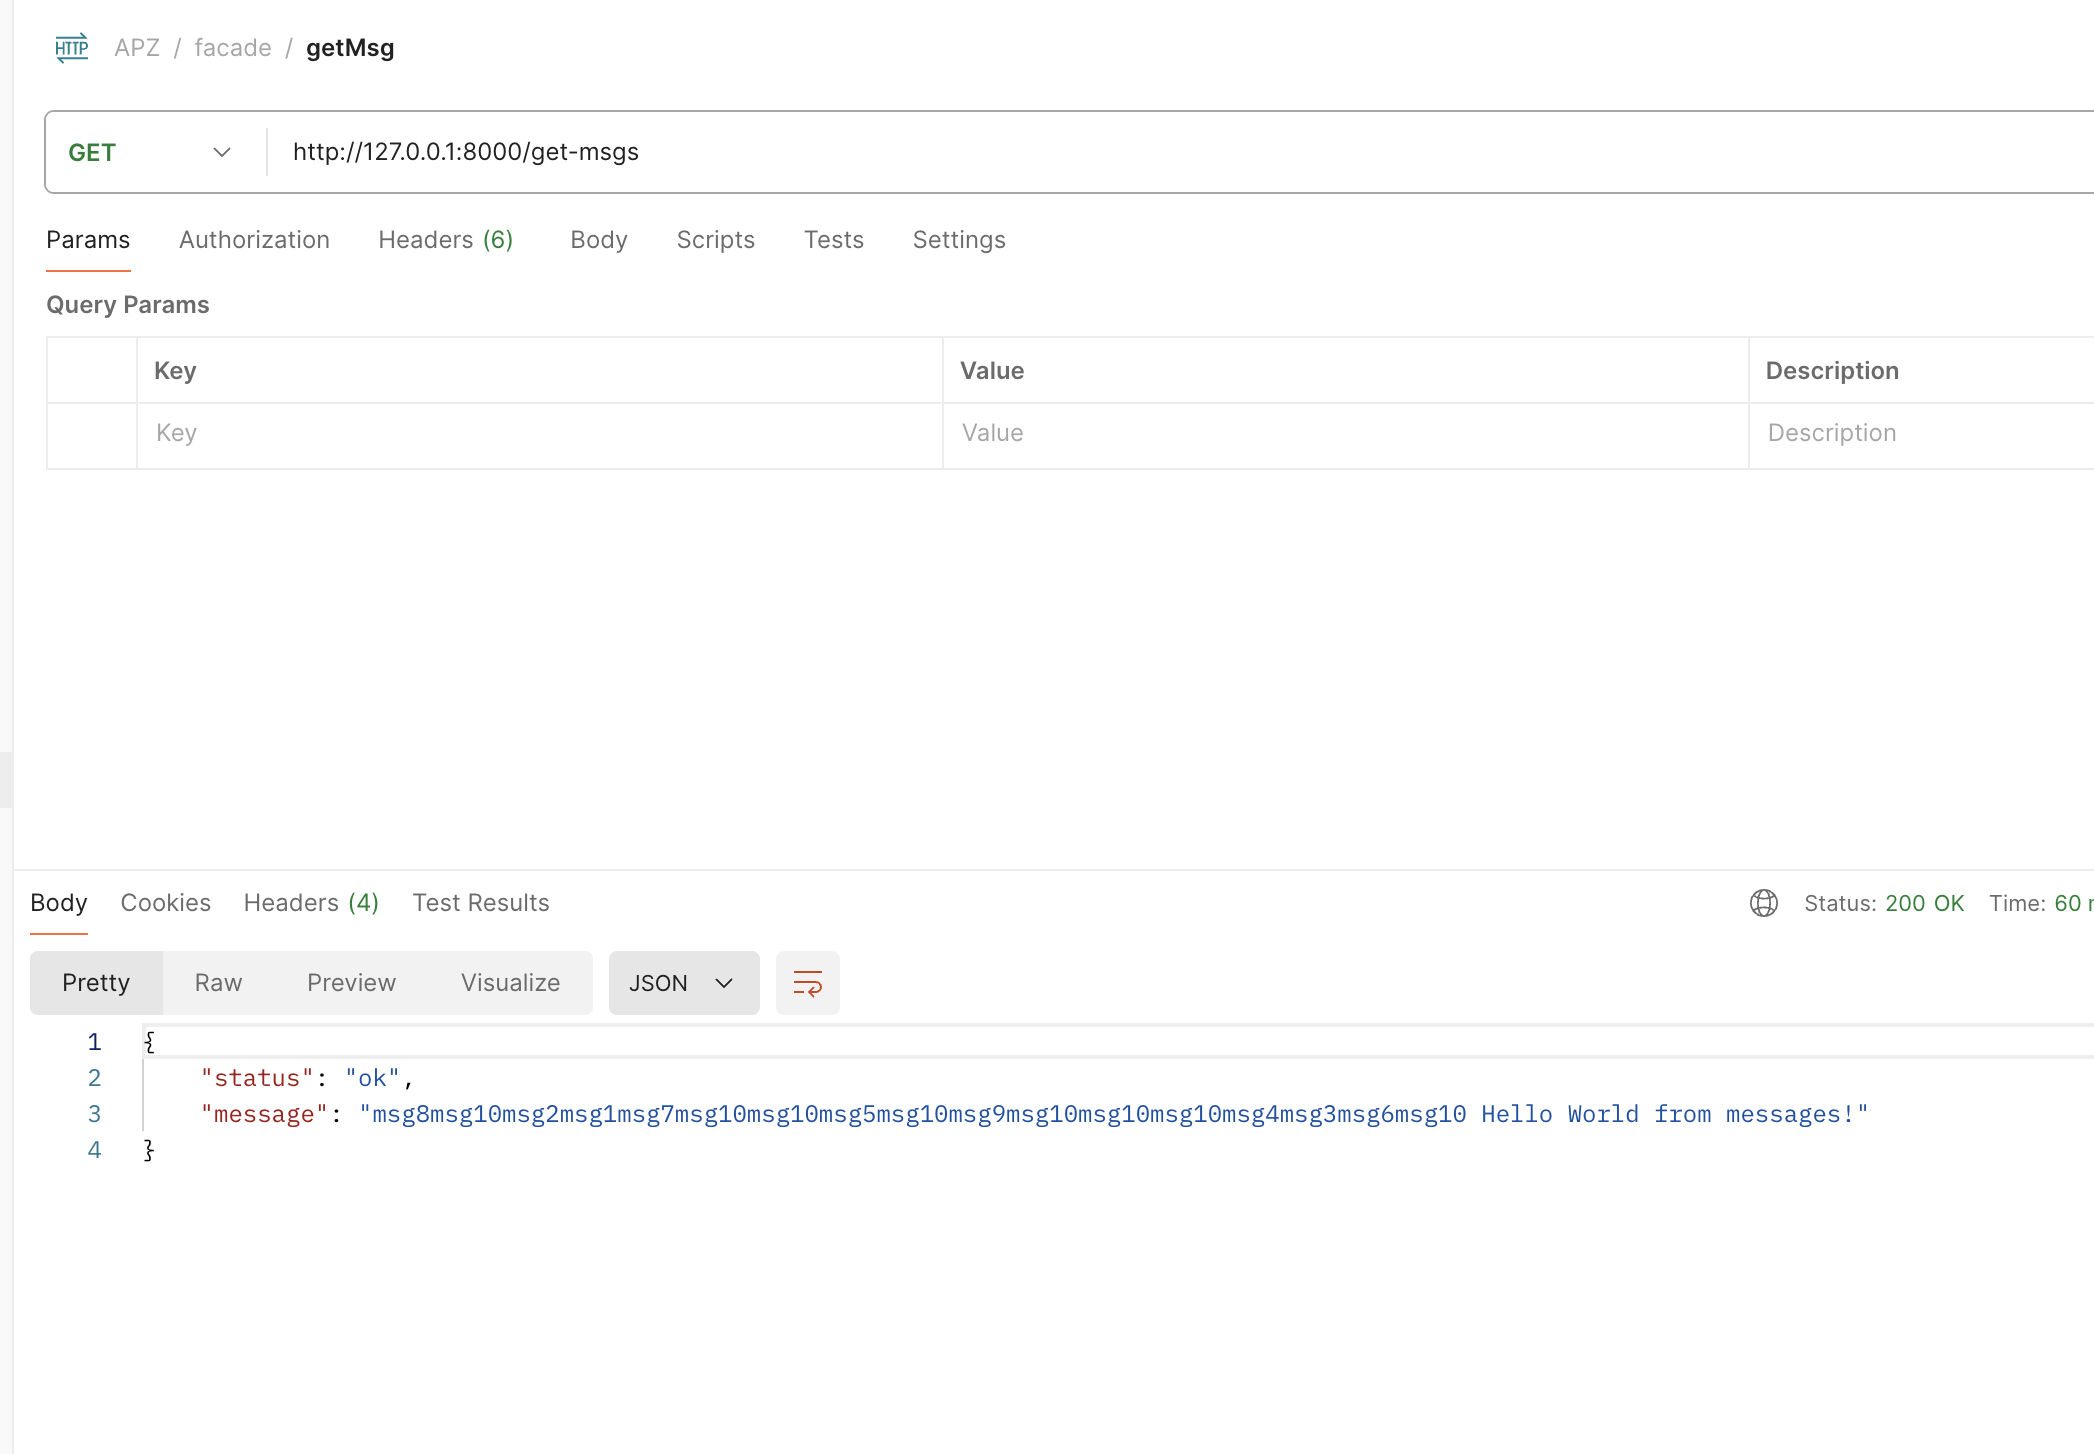 HTTP APZ / facade / getMsg
GET http://127.0.0.1:8000/get-msgs
Params Authorization Headers (6) Body Scripts Tests Settings
Query Params
Key Value Description
Key Value Description
Body Cookies Headers (4) Test Results Status: 200 OK Time: 60
Pretty Raw Preview Visualize JSON
1 {
2 "status": "ok",
3 "message": "msg8msg10msg2msg1msg7msg10msg10msg5msg10msg9msg10msg10msg10msg4msg3msg6msg10 Hello World from messages!"
4 }